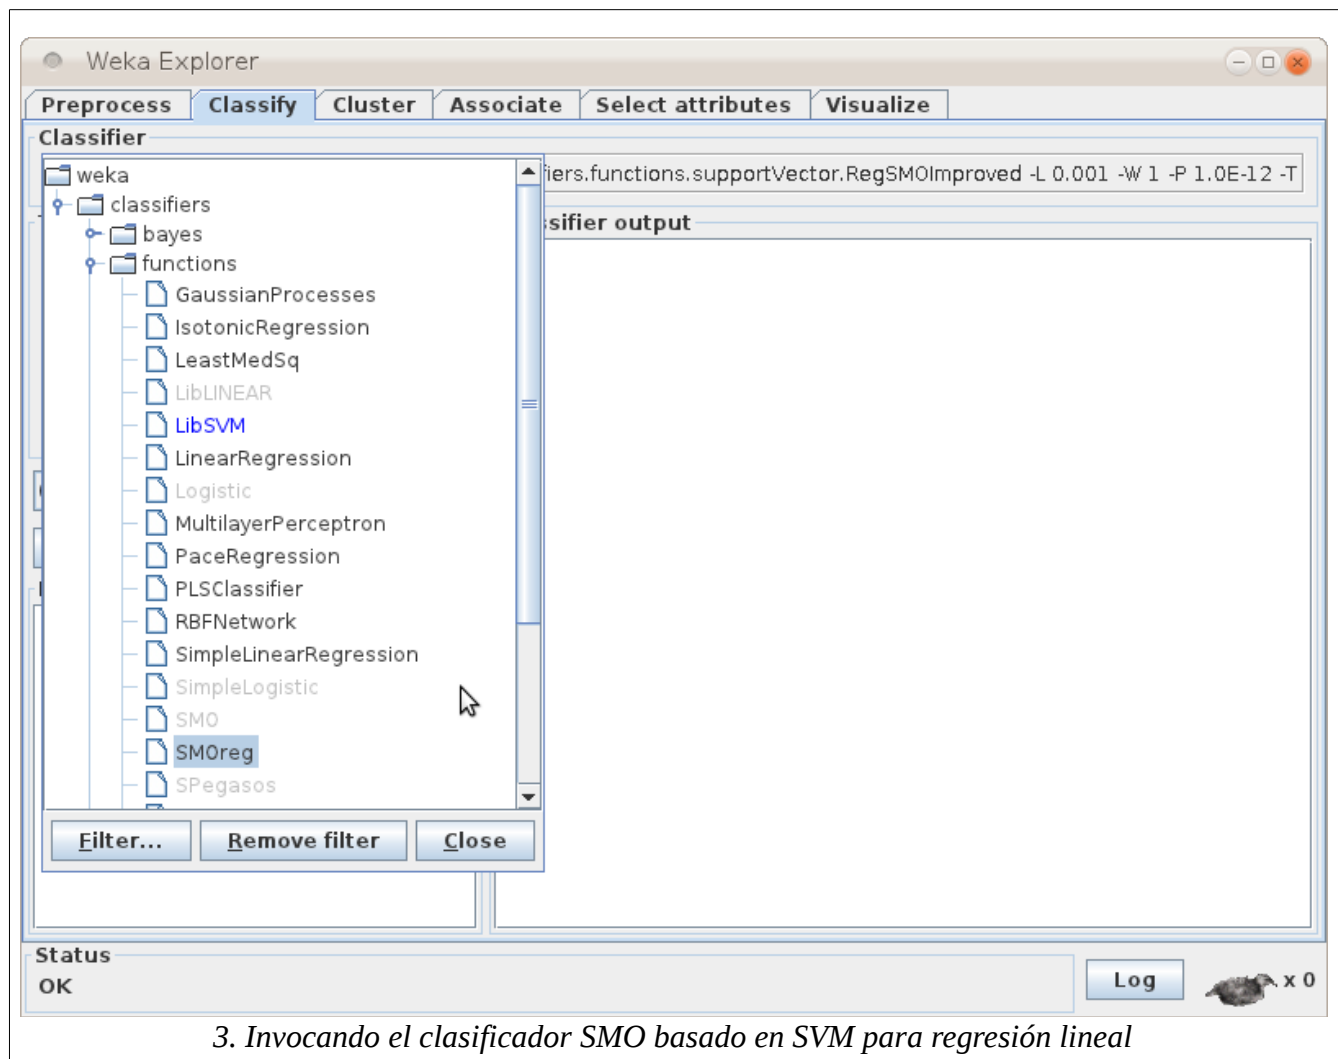 Weka Explorer
Preprocess Classify Cluster Associate Select attributes Visualize
Classifier
weka
classifiers
bayes
functions
GaussianProcesses
IsotonicRegression
LeastMedSq
LibLINEAR
LibSVM
LinearRegression
Logistic
MultilayerPerceptron
PaceRegression
PLSClassifier
RBFNetwork
SimpleLinearRegression
SimpleLogistic
SMO
SMOreg
SPegasos
Filter... Remove filter Close
iers.functions.supportVector.RegSMOImproved -L 0.001 -W 1 -P 1.0E-12 -T
sifier output
Status
OK
Log x 0
3. Invocando el clasificador SMO basado en SVM para regresión lineal